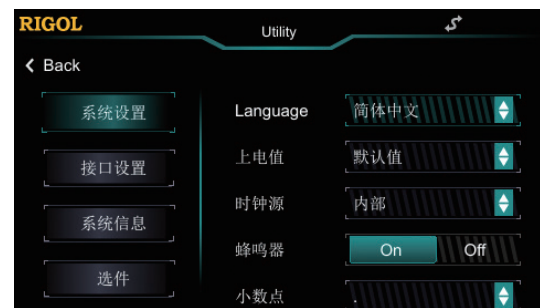 RIGOL
Utility
Back
系统设置
接口设置
系统信息
选件
Language 简体中文
上电值 默认值
时钟源 内部
蜂鸣器 On Off
小数点 .